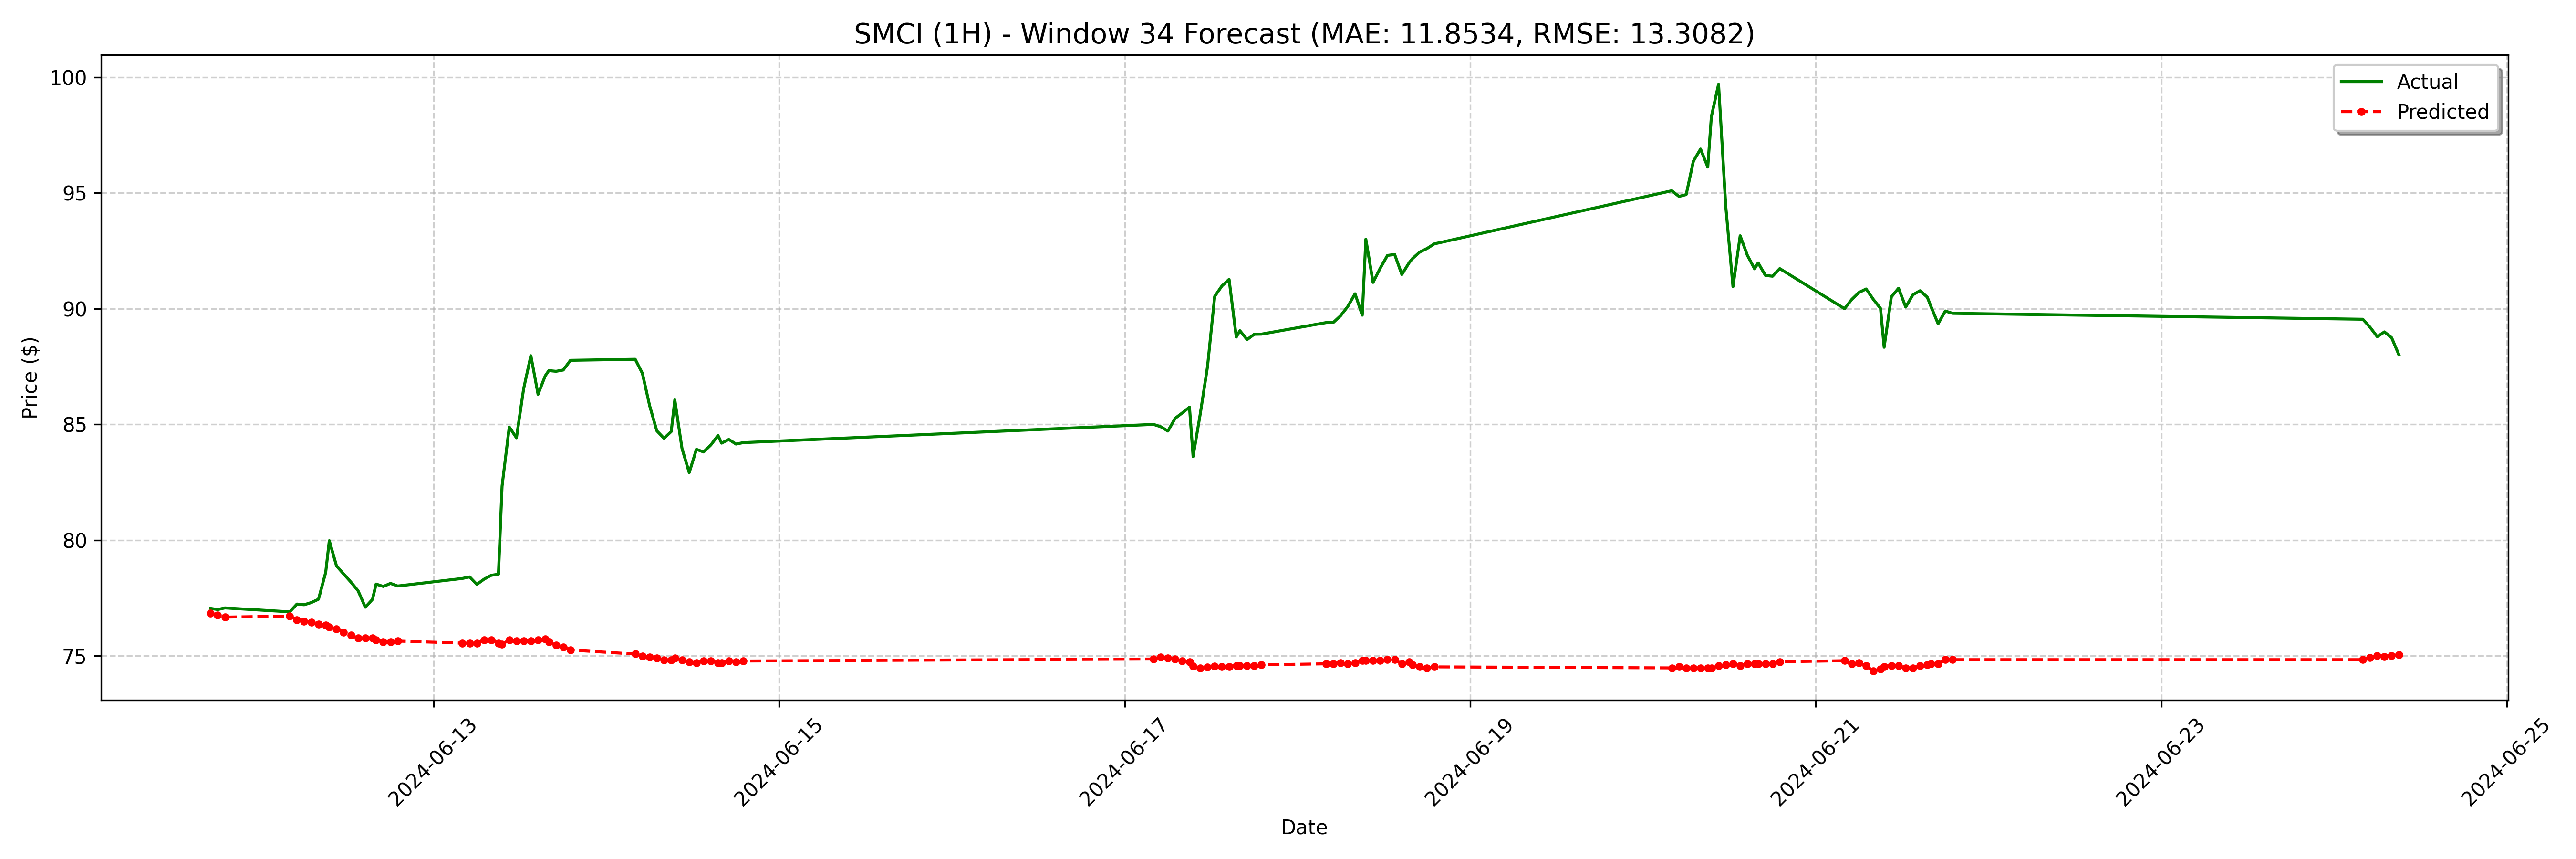 SMCI (1H) - Window 34 Forecast (MAE: 11.8534, RMSE: 13.3082)
Actual
Predicted
Price ($)
100
95
90
85
80
75
2024-06-13
2024-06-15
2024-06-17
2024-06-19
2024-06-21
2024-06-23
2024-06-25
Date